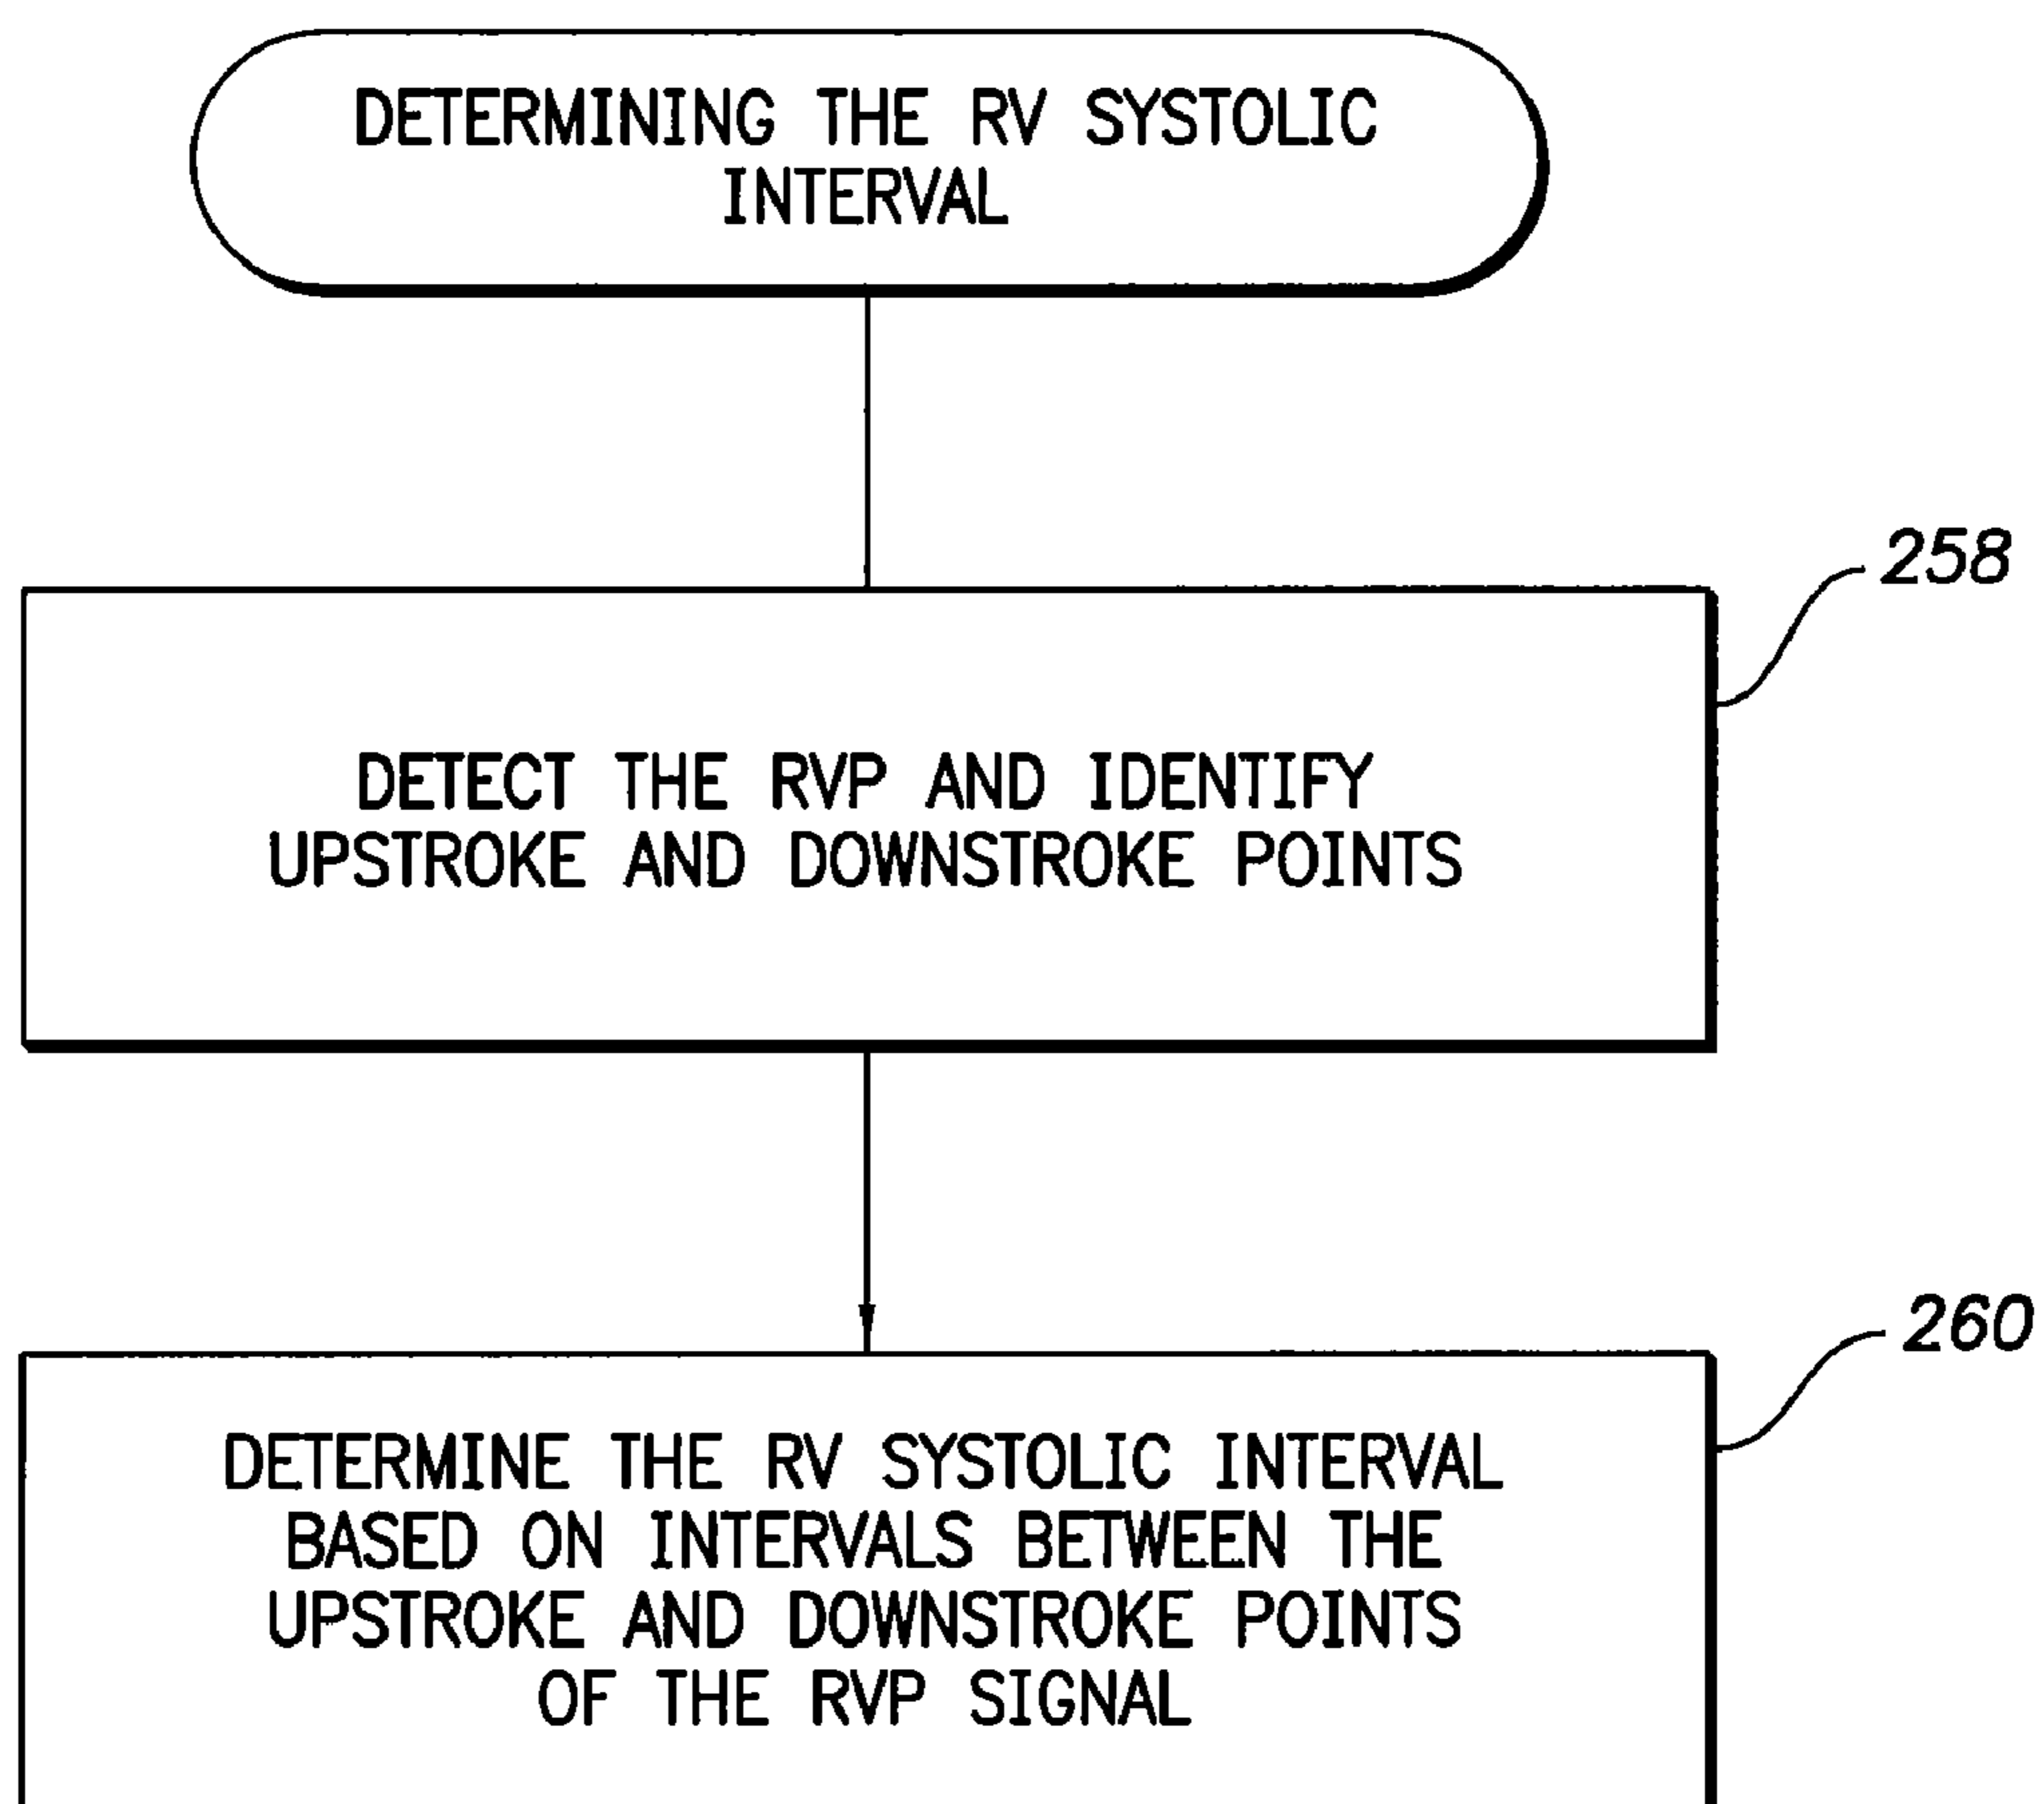 DETERMINING THE RV SYSTOLIC
INTERVAL
258
DETECT THE RVP AND IDENTIFY
UPSTROKE AND DOWNSTROKE POINTS
260
DETERMINE THE RV SYSTOLIC INTERVAL
BASED ON INTERVALS BETWEEN THE
UPSTROKE AND DOWNSTROKE POINTS
OF THE RVP SIGNAL